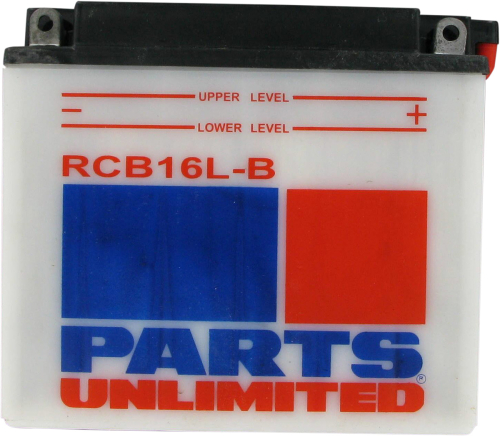 UPPER LEVEL
− +
LOWER LEVEL
RCB16L-B
PARTS
UNLIMITED®